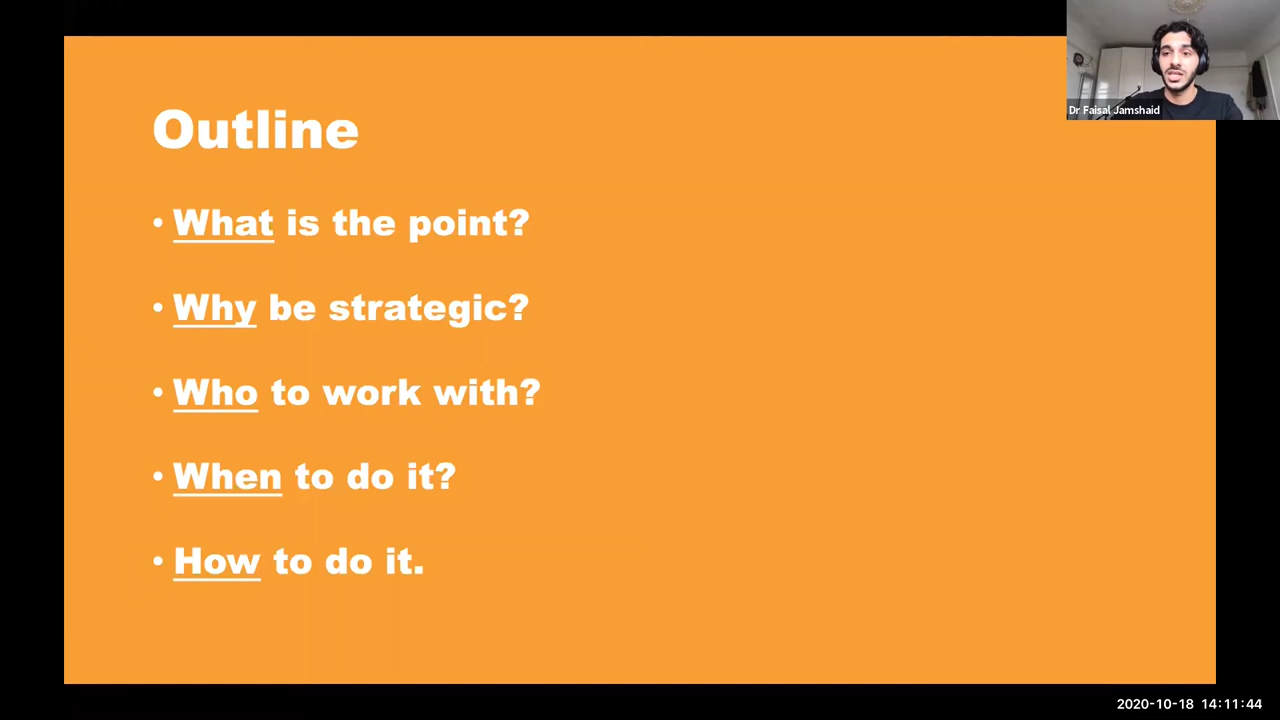 Dr Faisal Jamshaid
Outline
• What is the point?
• Why be strategic?
• Who to work with?
• When to do it?
• How to do it.
2020-10-18 14:11:44